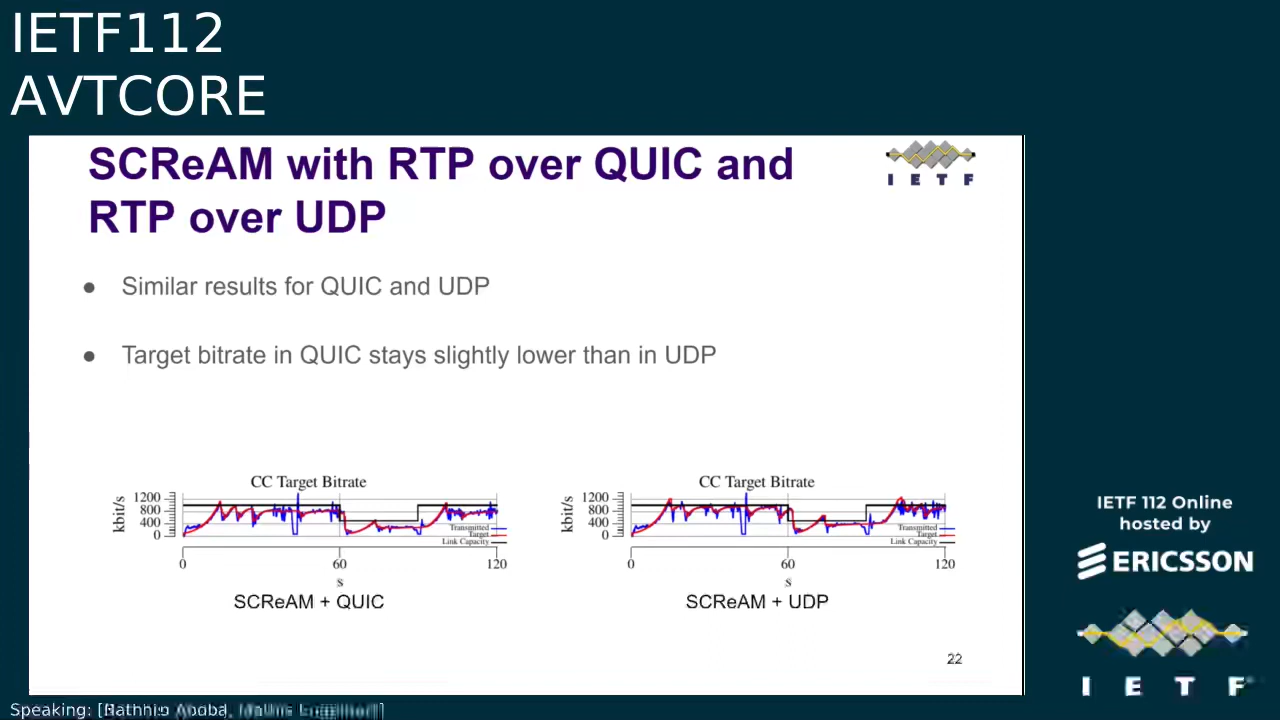 IETF112
AVTCORE
SCReAM with RTP over QUIC and
RTP over UDP
I E T F
● Similar results for QUIC and UDP
● Target bitrate in QUIC stays slightly lower than in UDP
CC Target Bitrate
kbit/s
1200
800
400
0
Transmitted
Target
Link Capacity
0 60 120
s
SCReAM + QUIC
CC Target Bitrate
kbit/s
1200
800
400
0
Transmitted
Target
Link Capacity
0 60 120
s
SCReAM + UDP
22
IETF 112 Online
hosted by
ERICSSON
I E T F
Speaking: